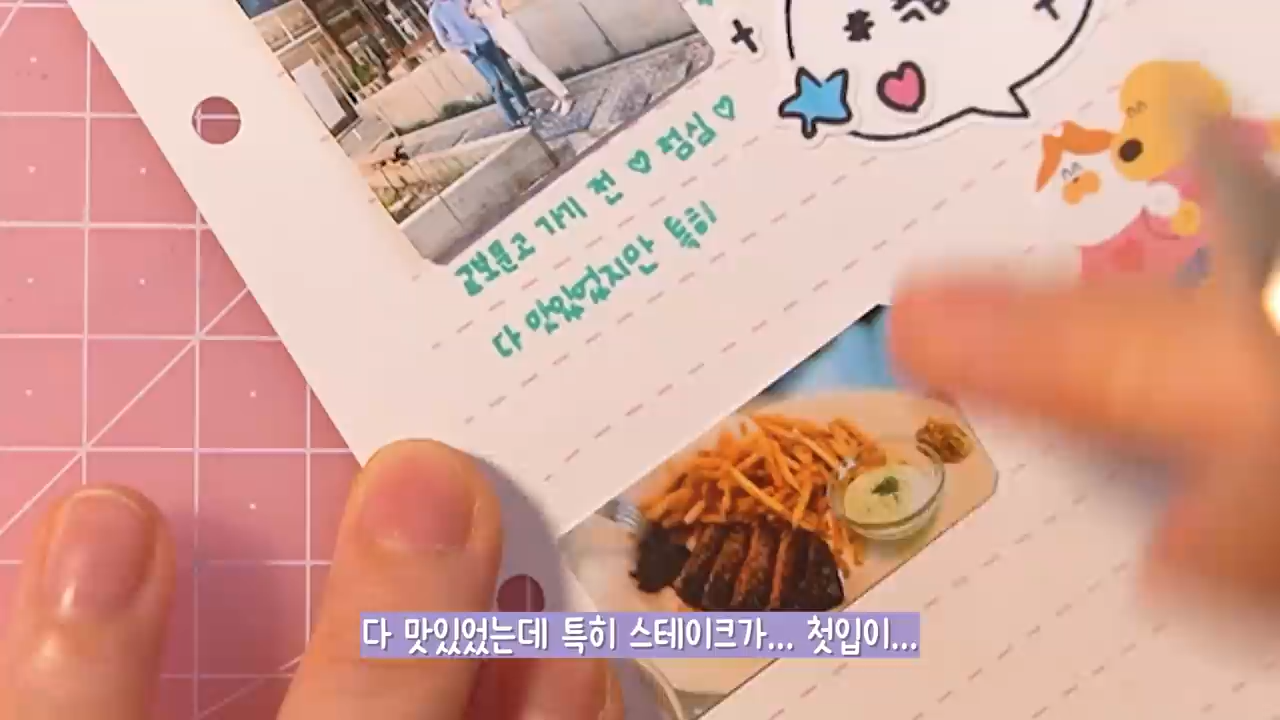 교보문고 가기 전 ♡ 점심 ♡
다 맛있었지만 특히
다 맛있었는데 특히 스테이크가... 첫입이...